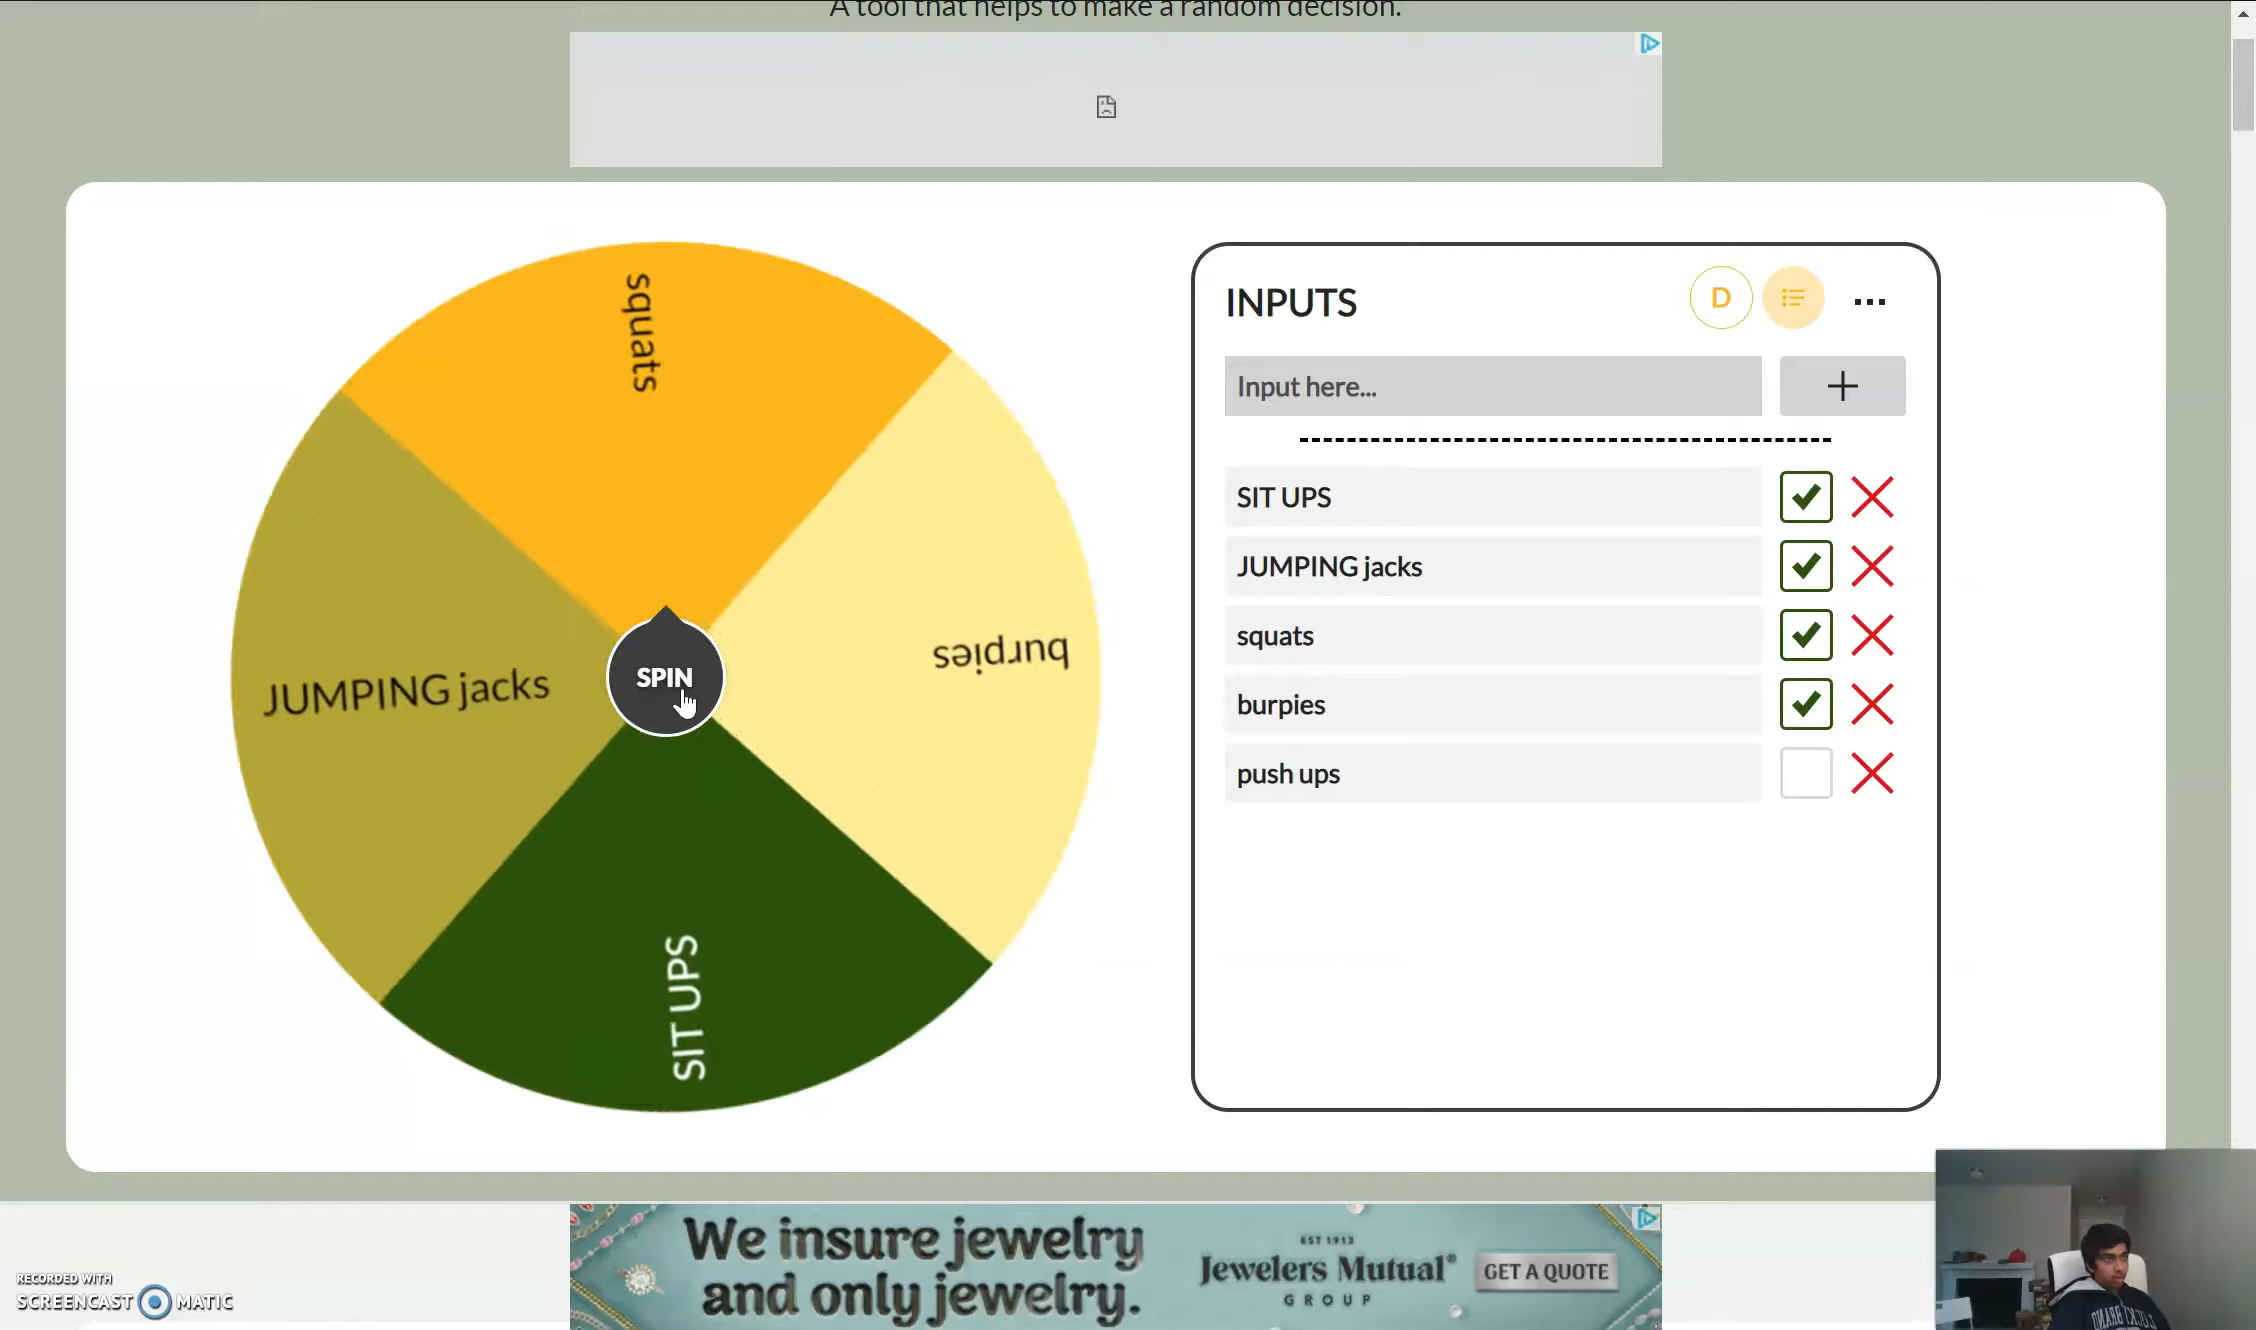 A tool that helps to make a random decision.
squats
burpies
JUMPING jacks
SPIN
SIT UPS
INPUTS
D
...
Input here...
+
SIT UPS
JUMPING jacks
squats
burpies
push ups
We insure jewelry
and only jewelry.
EST 1913
Jewelers Mutual®
GROUP
GET A QUOTE
RECORDED WITH
SCREENCAST MATIC
LUCKY BRAND